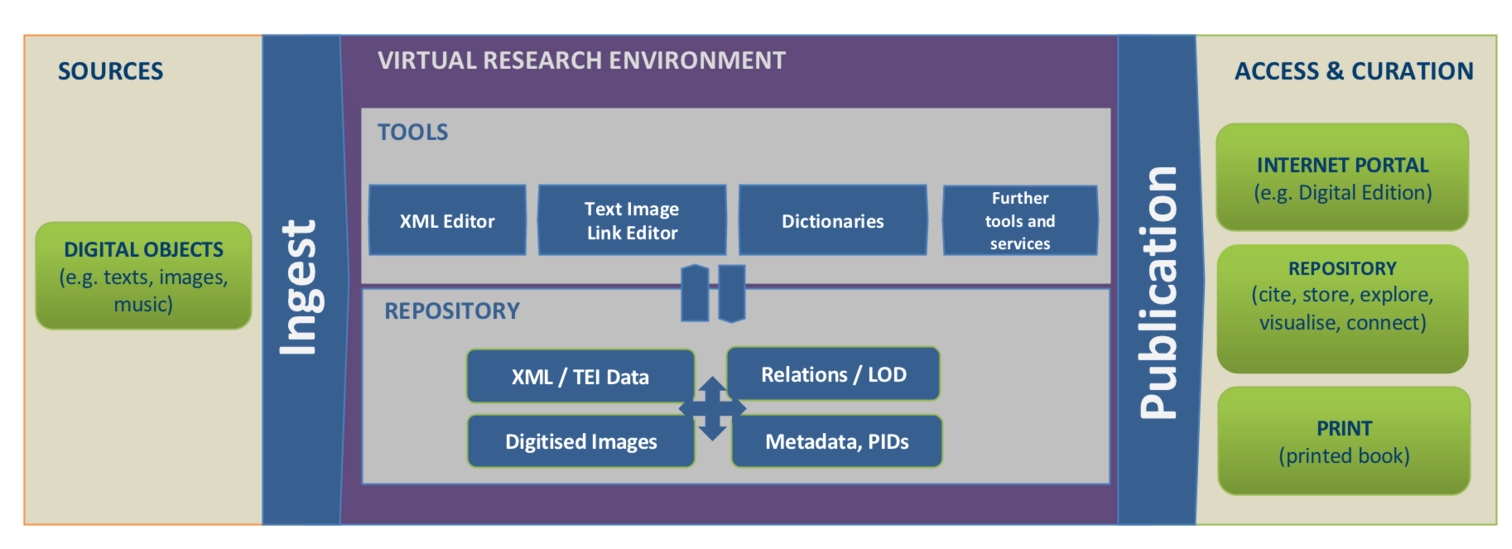 SOURCES
DIGITAL OBJECTS
(e.g. texts, images,
music)
Ingest
VIRTUAL RESEARCH ENVIRONMENT
TOOLS
XML Editor
Text Image
Link Editor
Dictionaries
Further
tools and
services
REPOSITORY
XML / TEI Data
Relations / LOD
Digitised Images
Metadata, PIDs
Publication
ACCESS & CURATION
INTERNET PORTAL
(e.g. Digital Edition)
REPOSITORY
(cite, store, explore,
visualise, connect)
PRINT
(printed book)